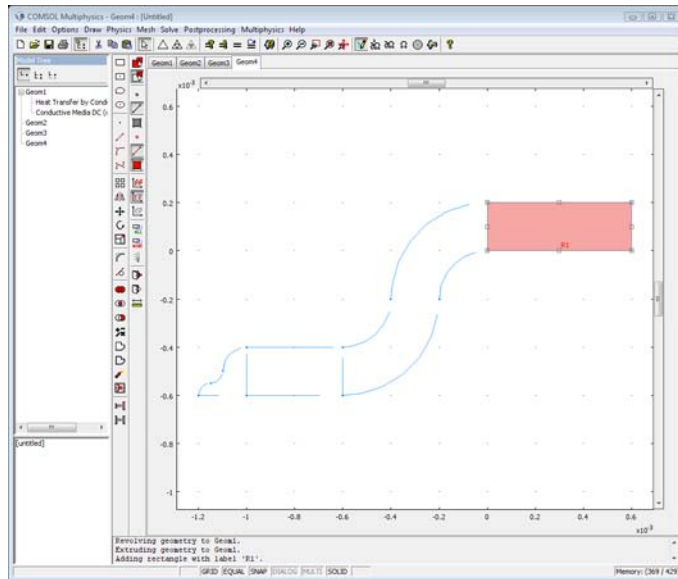 COMSOL Multiphysics - Geom4 : [Untitled]
File Edit Options Draw Physics Mesh Solve Postprocessing Multiphysics Help
Model Tree
Geom1 Geom2 Geom3 Geom4
Geom1
Heat Transfer by Condi
Conductive Media DC (
Geom2
Geom3
Geom4
x10⁻³
0.6
0.4
0.2
0
-0.2
-0.4
-0.6
-0.8
-1
R1
-1.2 -1 -0.8 -0.6 -0.4 -0.2 0 0.2 0.4 0.6
x10⁻³
[untitled]
Revolving geometry to Geom1.
Extruding geometry to Geom1.
Adding rectangle with label 'R1'.
GRID EQUAL SNAP DIALOG MULTI SOLID Memory: (369 / 429